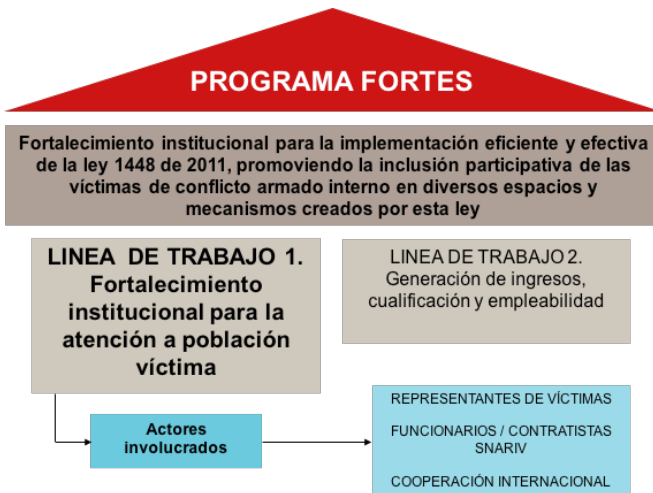 PROGRAMA FORTES
Fortalecimiento institucional para la implementación eficiente y efectiva
de la ley 1448 de 2011, promoviendo la inclusión participativa de las
víctimas de conflicto armado interno en diversos espacios y
mecanismos creados por esta ley
LINEA DE TRABAJO 1.
Fortalecimiento
institucional para la
atención a población
víctima
LINEA DE TRABAJO 2.
Generación de ingresos,
cualificación y empleabilidad
Actores
involucrados
REPRESENTANTES DE VÍCTIMAS
FUNCIONARIOS / CONTRATISTAS
SNARIV
COOPERACIÓN INTERNACIONAL